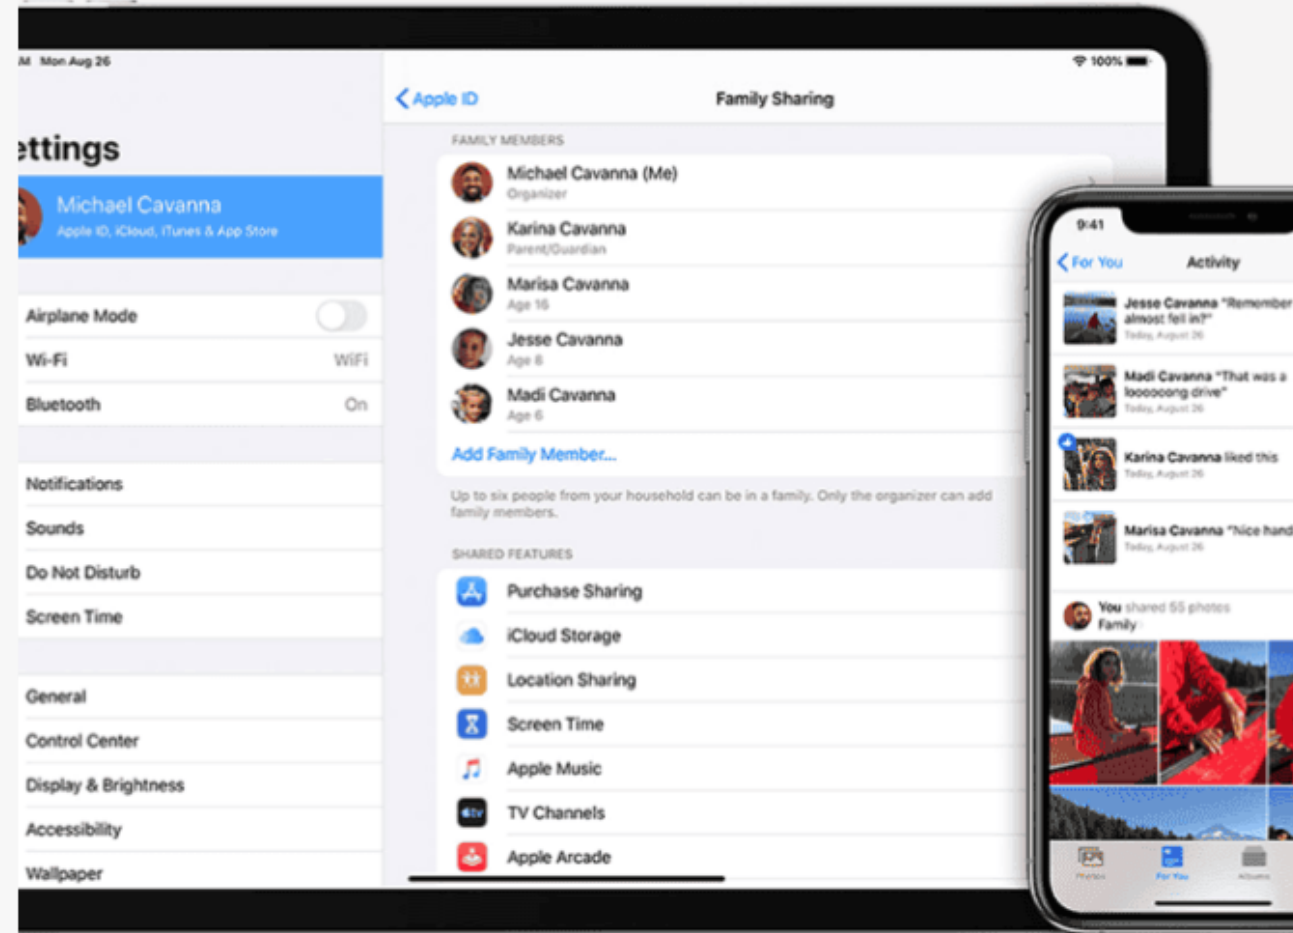 M Mon Aug 26
100%
ettings
Michael Cavanna
Apple ID, iCloud, iTunes & App Store
Airplane Mode
Wi-Fi WiFi
Bluetooth On
Notifications
Sounds
Do Not Disturb
Screen Time
General
Control Center
Display & Brightness
Accessibility
Wallpaper
Apple ID Family Sharing
FAMILY MEMBERS
Michael Cavanna (Me)
Organizer
Karina Cavanna
Parent/Guardian
Marisa Cavanna
Age 16
Jesse Cavanna
Age 8
Madi Cavanna
Age 6
Add Family Member...
Up to six people from your household can be in a family. Only the organizer can add
family members.
SHARED FEATURES
Purchase Sharing
iCloud Storage
Location Sharing
Screen Time
Apple Music
tv TV Channels
Apple Arcade
9:41
For You Activity
Jesse Cavanna "Remember
almost fell in?"
Today, August 26
Madi Cavanna "That was a
looooong drive"
Today, August 26
Karina Cavanna liked this
Today, August 26
Marisa Cavanna "Nice hand
Today, August 26
You shared 55 photos
Family
Photos For You Albums